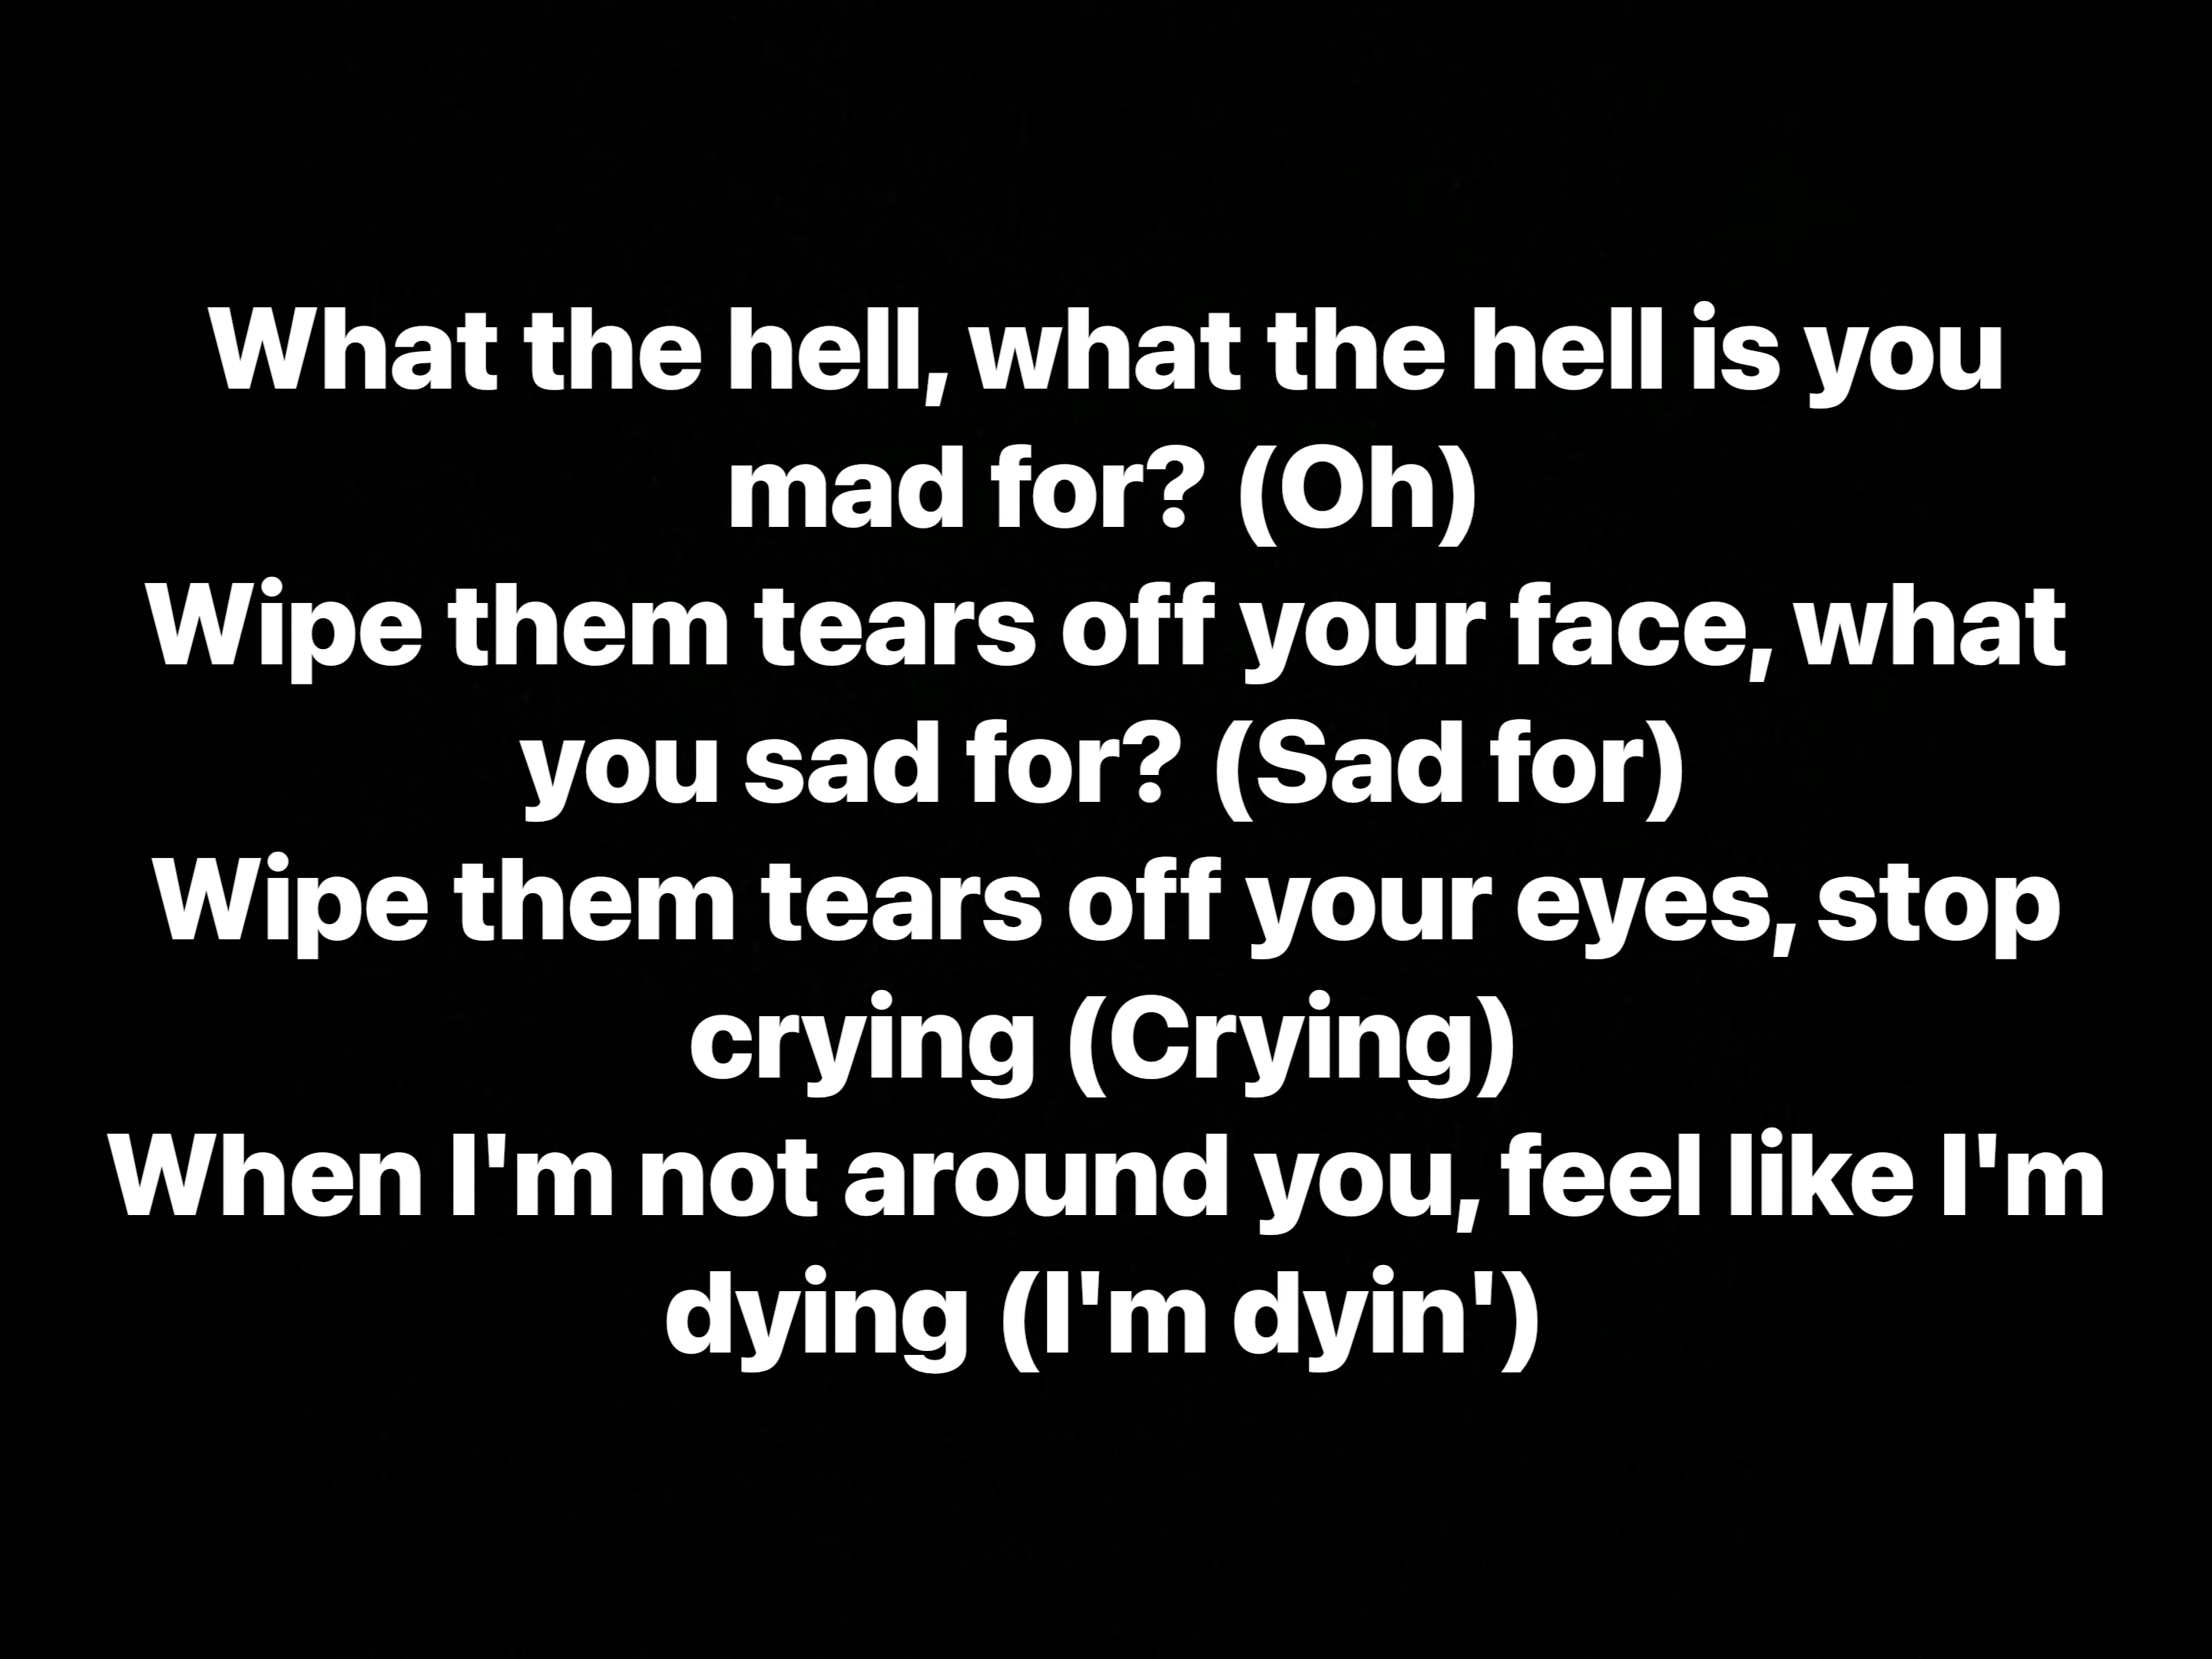 What the hell, what the hell is you
mad for? (Oh)
Wipe them tears off your face, what
you sad for? (Sad for)
Wipe them tears off your eyes, stop
crying (Crying)
When I'm not around you, feel like I'm
dying (I'm dyin')